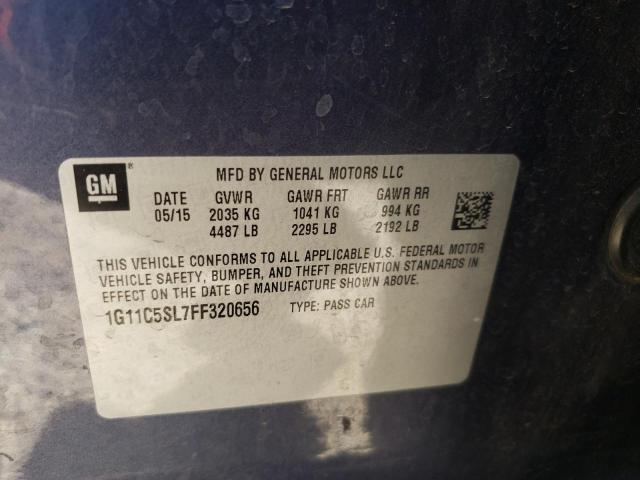 GM ®
MFD BY GENERAL MOTORS LLC
DATE GVWR GAWR FRT GAWR RR
05/15 2035 KG 1041 KG 994 KG
4487 LB 2295 LB 2192 LB
THIS VEHICLE CONFORMS TO ALL APPLICABLE U.S. FEDERAL MOTOR
VEHICLE SAFETY, BUMPER, AND THEFT PREVENTION STANDARDS IN
EFFECT ON THE DATE OF MANUFACTURE SHOWN ABOVE.
1G11C5SL7FF320656 TYPE: PASS CAR